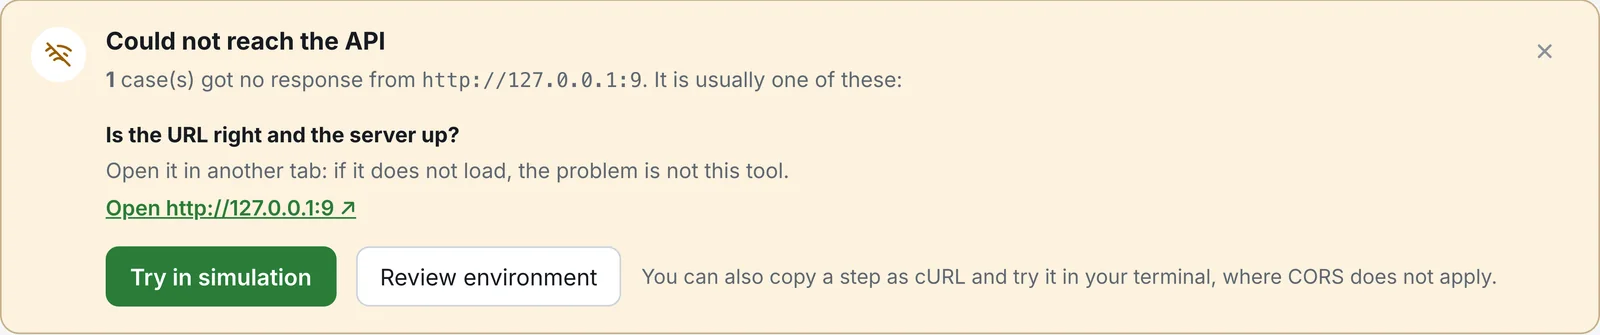 Could not reach the API
1 case(s) got no response from http://127.0.0.1:9. It is usually one of these:
Is the URL right and the server up?
Open it in another tab: if it does not load, the problem is not this tool.
Open http://127.0.0.1:9 ↗
Try in simulation
Review environment
You can also copy a step as cURL and try it in your terminal, where CORS does not apply.